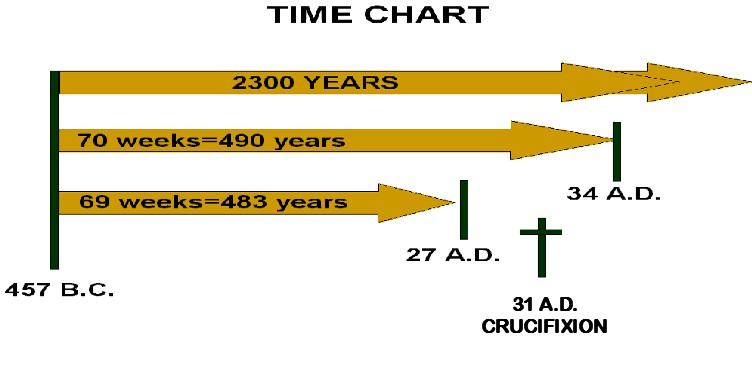 TIME CHART
2300 YEARS
70 weeks=490 years
34 A.D.
69 weeks=483 years
27 A.D.
457 B.C.
31 A.D.
CRUCIFIXION